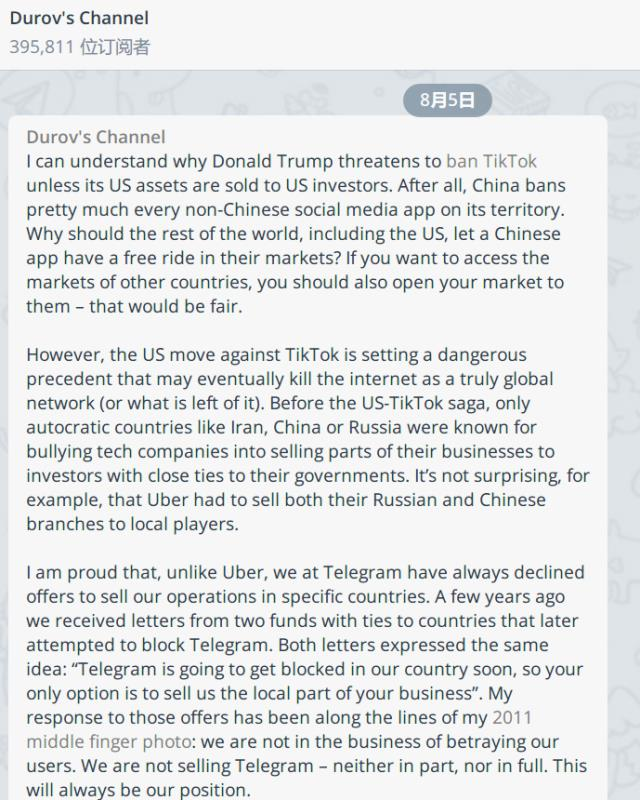 Durov's Channel
395,811 位订阅者
8月5日
Durov's Channel
I can understand why Donald Trump threatens to ban TikTok
unless its US assets are sold to US investors. After all, China bans
pretty much every non-Chinese social media app on its territory.
Why should the rest of the world, including the US, let a Chinese
app have a free ride in their markets? If you want to access the
markets of other countries, you should also open your market to
them – that would be fair.
However, the US move against TikTok is setting a dangerous
precedent that may eventually kill the internet as a truly global
network (or what is left of it). Before the US-TikTok saga, only
autocratic countries like Iran, China or Russia were known for
bullying tech companies into selling parts of their businesses to
investors with close ties to their governments. It’s not surprising, for
example, that Uber had to sell both their Russian and Chinese
branches to local players.
I am proud that, unlike Uber, we at Telegram have always declined
offers to sell our operations in specific countries. A few years ago
we received letters from two funds with ties to countries that later
attempted to block Telegram. Both letters expressed the same
idea: “Telegram is going to get blocked in our country soon, so your
only option is to sell us the local part of your business”. My
response to those offers has been along the lines of my 2011
middle finger photo: we are not in the business of betraying our
users. We are not selling Telegram – neither in part, nor in full. This
will always be our position.